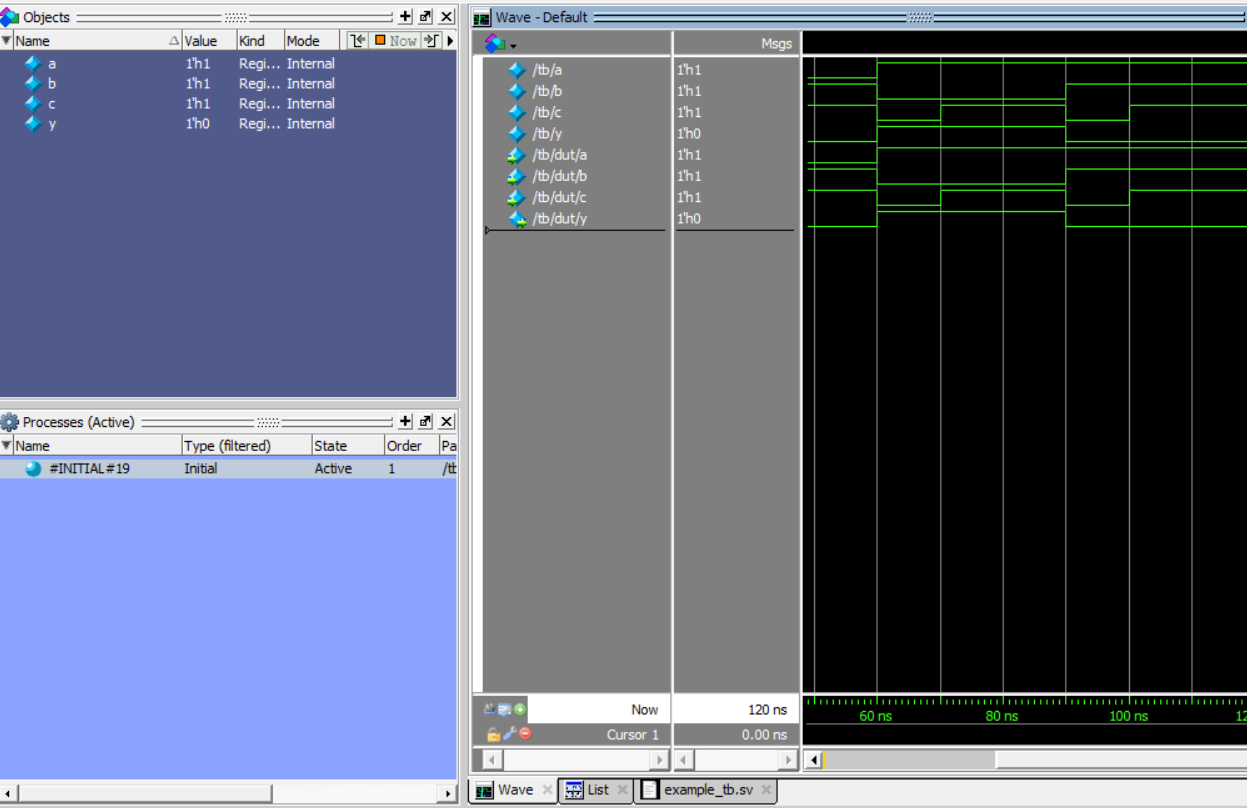 Objects
Name Value Kind Mode Now
a 1'h1 Regi... Internal
b 1'h1 Regi... Internal
c 1'h1 Regi... Internal
y 1'h0 Regi... Internal
Processes (Active)
Name Type (filtered) State Order Pa
#INITIAL#19 Initial Active 1 /tb
Wave - Default
Msgs
/tb/a 1'h1
/tb/b 1'h1
/tb/c 1'h1
/tb/y 1'h0
/tb/dut/a 1'h1
/tb/dut/b 1'h1
/tb/dut/c 1'h1
/tb/dut/y 1'h0
Now 120 ns
Cursor 1 0.00 ns
60 ns 80 ns 100 ns 12
Wave List example_tb.sv